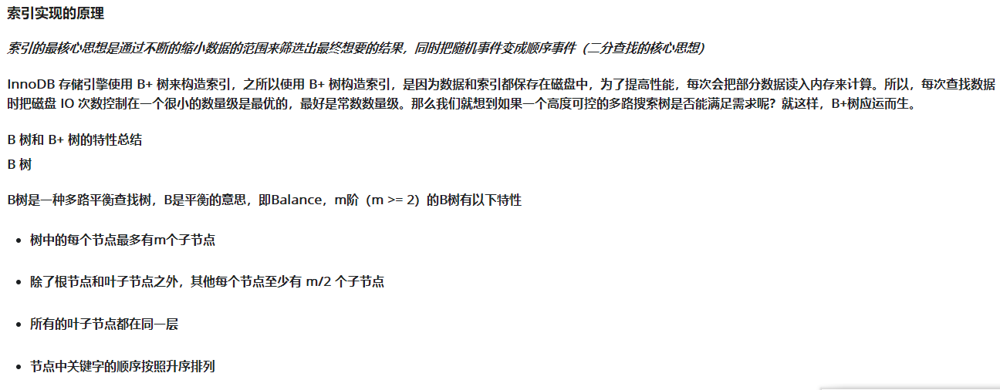 索引实现的原理
索引的最核心思想是通过不断的缩小数据的范围来筛选出最终想要的结果，同时把随机事件变成顺序事件（二分查找的核心思想）
InnoDB 存储引擎使用 B+ 树来构造索引，之所以使用 B+ 树构造索引，是因为数据和索引都保存在磁盘中，为了提高性能，每次会把部分数据读入内存来计算。所以，每次查找数据
时把磁盘 IO 次数控制在一个很小的数量级是最优的，最好是常数数量级。那么我们就想到如果一个高度可控的多路搜索树是否能满足需求呢？就这样，B+树应运而生。
B 树和 B+ 树的特性总结
B 树
B树是一种多路平衡查找树，B是平衡的意思，即Balance，m阶（m >= 2）的B树有以下特性
• 树中的每个节点最多有m个子节点
• 除了根节点和叶子节点之外，其他每个节点至少有 m/2 个子节点
• 所有的叶子节点都在同一层
• 节点中关键字的顺序按照升序排列